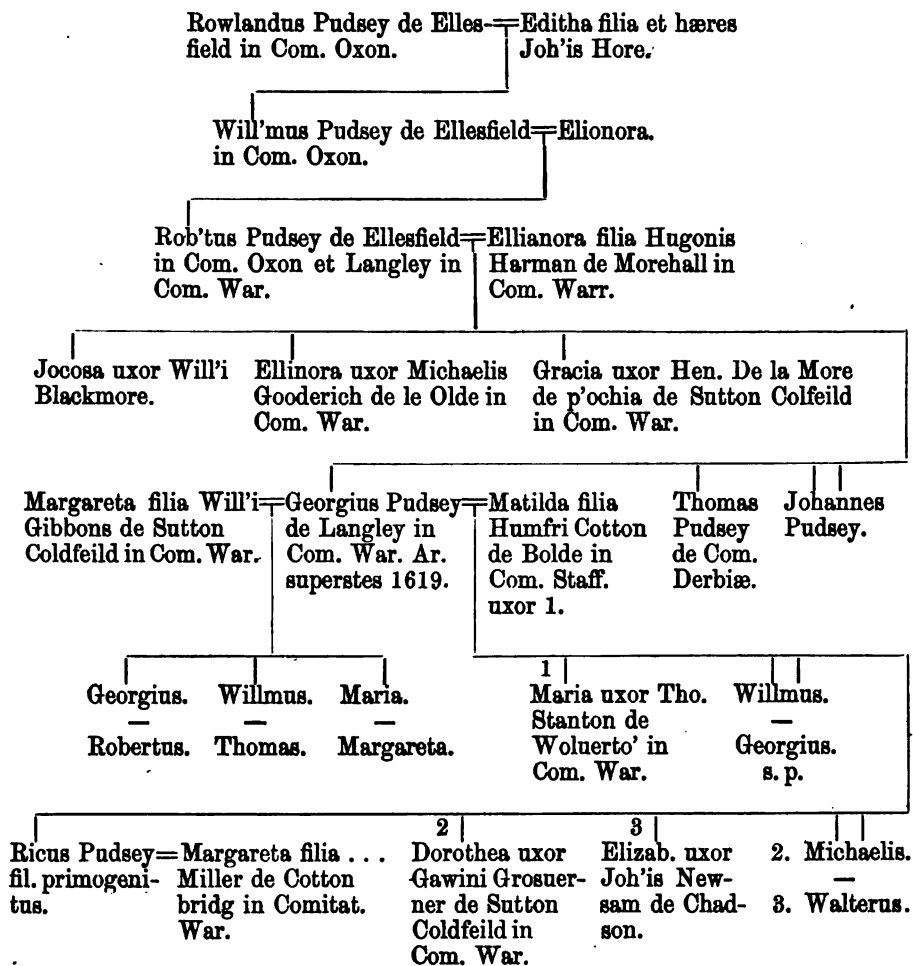 Rowlandus Pudsey de Elles-=Editha filia et hæres
field in Com. Oxon. Joh'is Hore.
Will'mus Pudsey de Ellesfield=Elionora.
in Com. Oxon.
Rob'tus Pudsey de Ellesfield=Ellianora filia Hugonis
in Com. Oxon et Langley in Harman de Morehall in
Com. War. Com. Warr.
Jocosa uxor Will'i
Blackmore.
Ellinora uxor Michaelis
Gooderich de le Olde in
Com. War.
Gracia uxor Hen. De la More
de p'ochia de Sutton Colfeild
in Com. War.
Margareta filia Will'i=
Gibbons de Sutton
Coldfeild in Com. War.
Georgius Pudsey=
de Langley in
Com. War. Ar.
superstes 1619.
Matilda filia
Humfri Cotton
de Bolde in
Com. Staff.
uxor 1.
Thomas
Pudsey
de Com.
Derbiæ.
Johannes
Pudsey.
Georgius.
—
Robertus.
Willmus.
—
Thomas.
Maria.
—
Margareta.
1
Maria uxor Tho.
Stanton de
Woluerto' in
Com. War.
Willmus.
—
Georgius.
s. p.
Ricus Pudsey=
fil. primogeni-
tus.
Margareta filia ...
Miller de Cotton
bridg in Comitat.
War.
2
Dorothea uxor
Gawini Grosuer-
ner de Sutton
Coldfeild in
Com. War.
3
Elizab. uxor
Joh'is New-
sam de Chad-
son.
2. Michaelis.
—
3. Walterus.